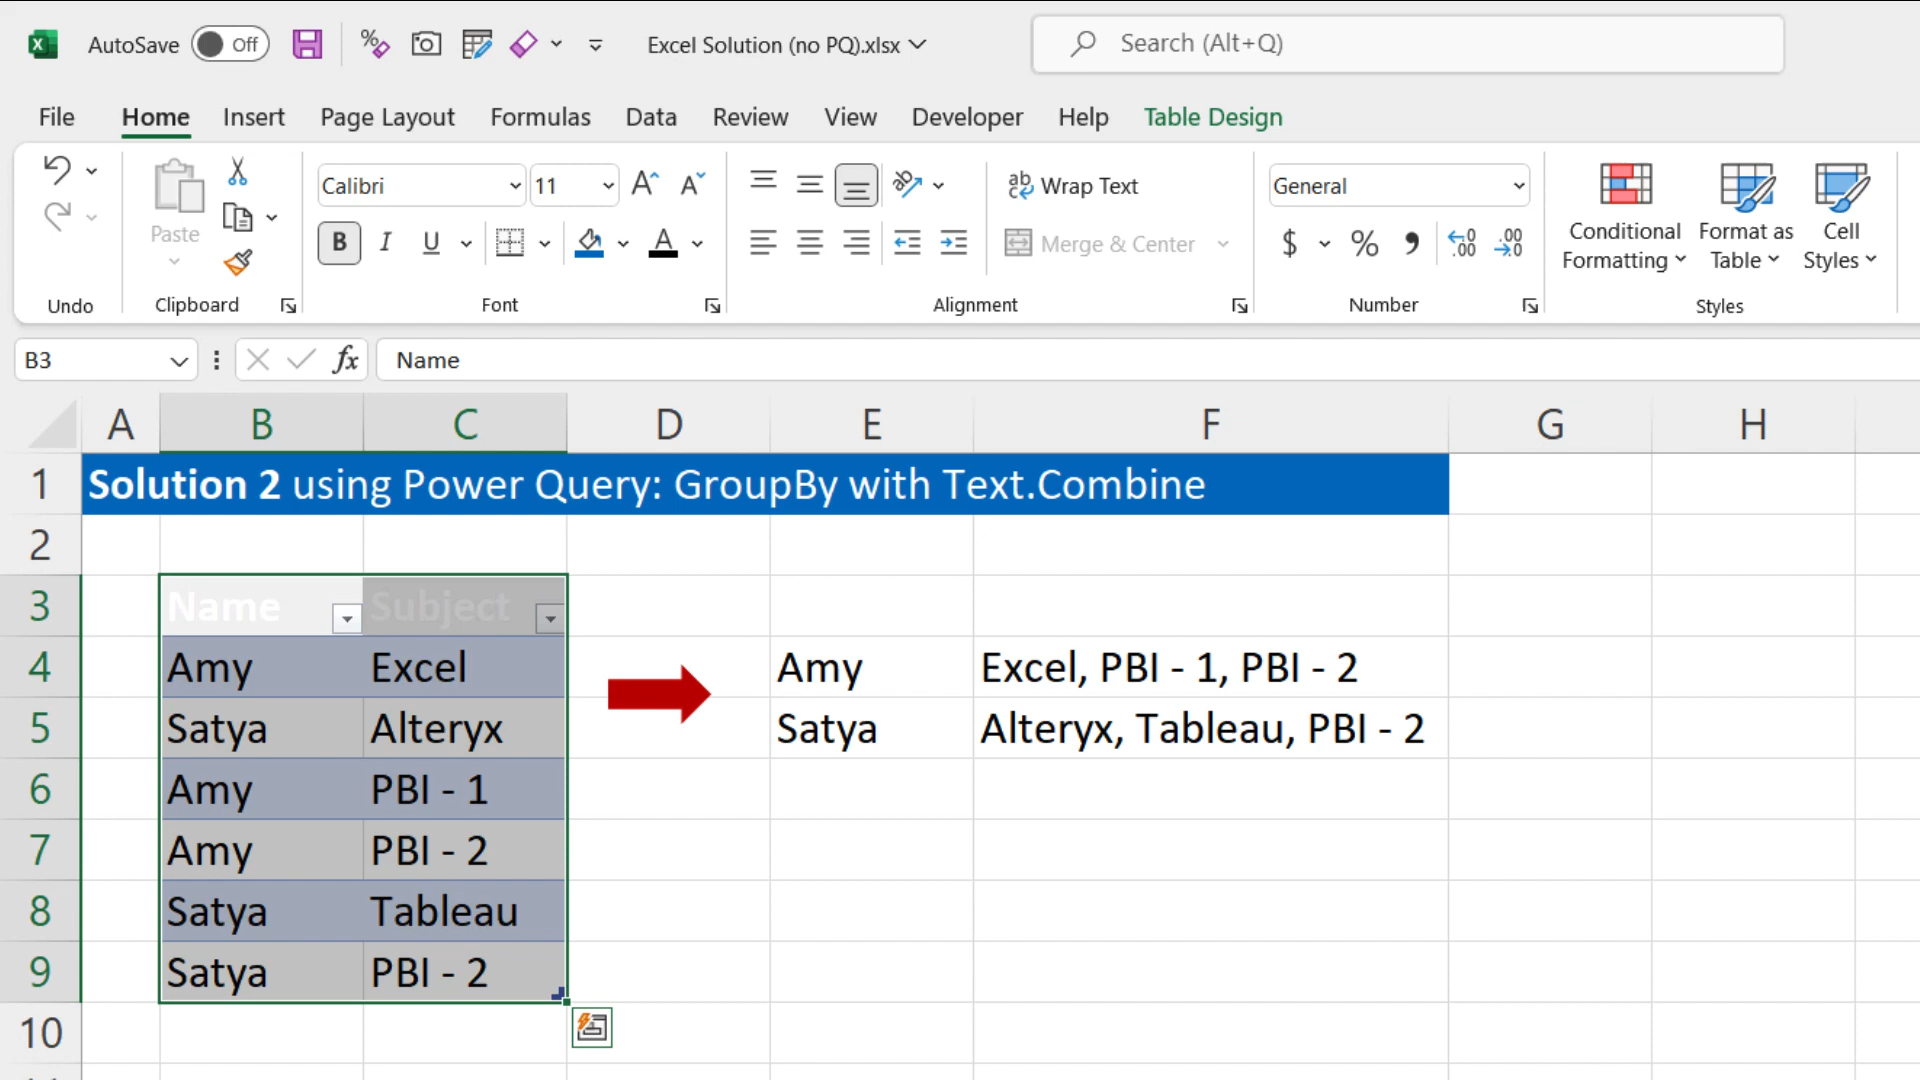 AutoSave Off Excel Solution (no PQ).xlsx Search (Alt+Q)
File Home Insert Page Layout Formulas Data Review View Developer Help Table Design
Calibri 11 Wrap Text General
Paste B I U A Merge & Center $ % Conditional Formatting Format as Table Cell Styles
Undo Clipboard Font Alignment Number Styles
B3 fx Name
A B C D E F G H
1 Solution 2 using Power Query: GroupBy with Text.Combine
2
3 Name Subject
4 Amy Excel Amy Excel, PBI - 1, PBI - 2
5 Satya Alteryx Satya Alteryx, Tableau, PBI - 2
6 Amy PBI - 1
7 Amy PBI - 2
8 Satya Tableau
9 Satya PBI - 2
10